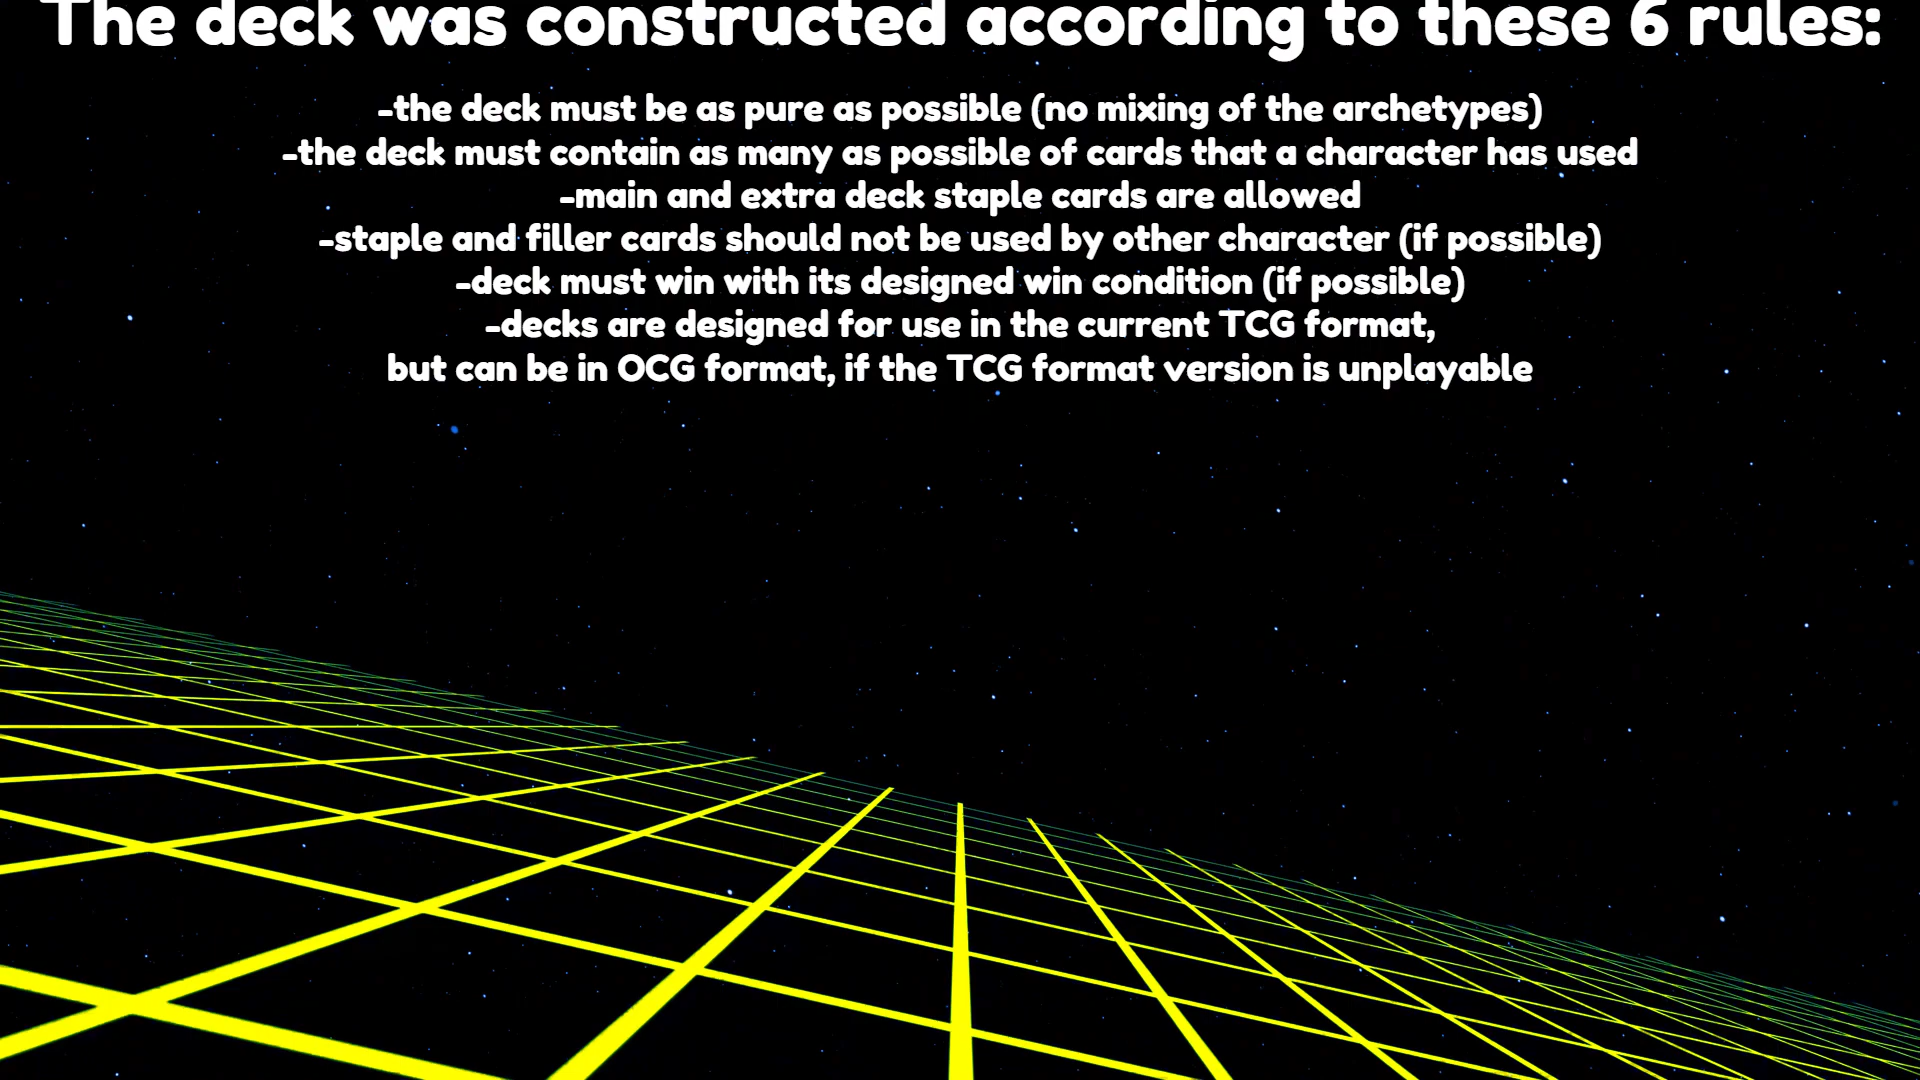 The deck was constructed according to these 6 rules:
-the deck must be as pure as possible (no mixing of the archetypes)
-the deck must contain as many as possible of cards that a character has used
-main and extra deck staple cards are allowed
-staple and filler cards should not be used by other character (if possible)
-deck must win with its designed win condition (if possible)
-decks are designed for use in the current TCG format,
but can be in OCG format, if the TCG format version is unplayable